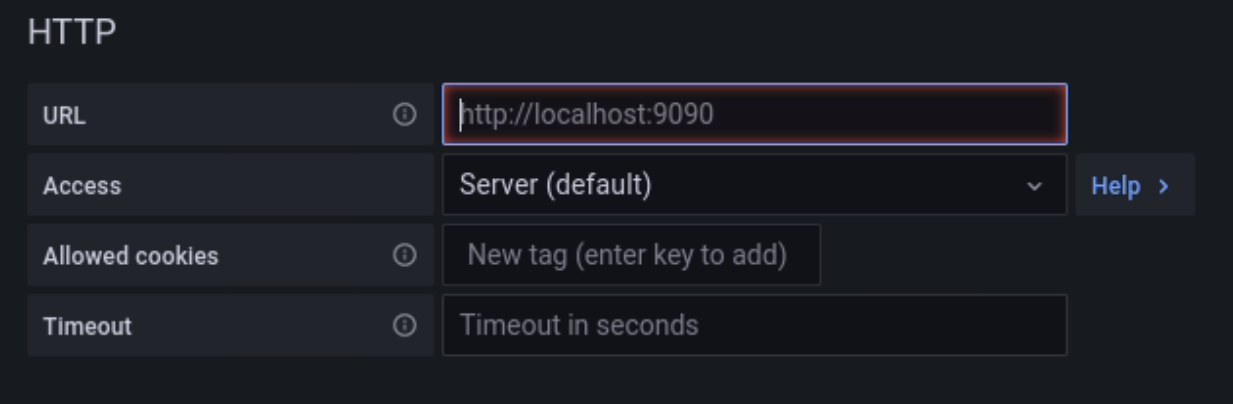 HTTP
URL
http://localhost:9090
Access
Server (default)
Help
Allowed cookies
New tag (enter key to add)
Timeout
Timeout in seconds